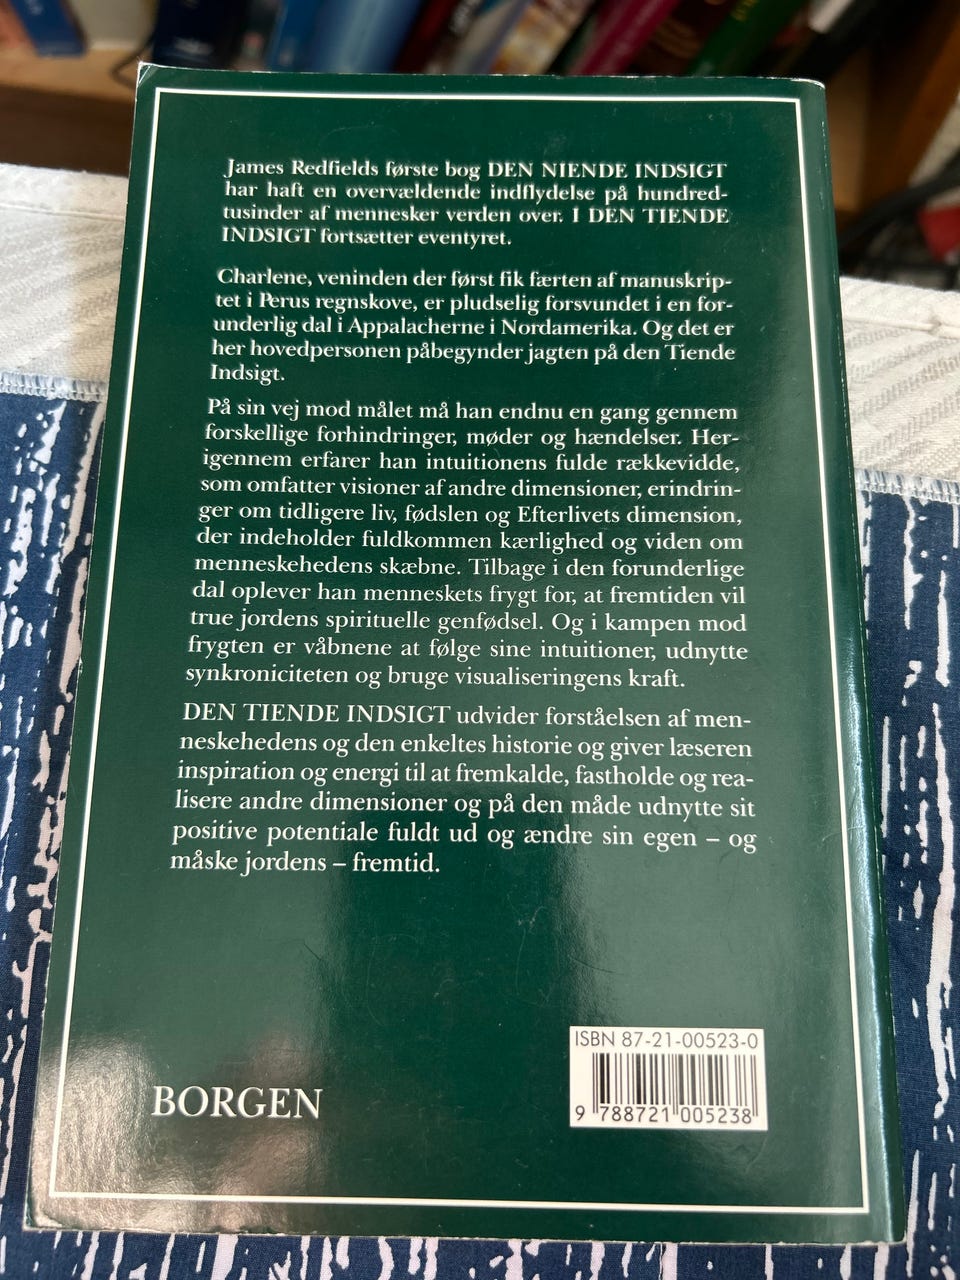 James Redfields første bog DEN NIENDE INDSIGT
har haft en overvældende indflydelse på hundred-
tusinder af mennesker verden over. I DEN TIENDE
INDSIGT fortsætter eventyret.
Charlene, veninden der først fik færten af manuskrip-
tet i Perus regnskove, er pludselig forsvundet i en for-
underlig dal i Appalacherne i Nordamerika. Og det er
her hovedpersonen påbegynder jagten på den Tiende
Indsigt.
På sin vej mod målet må han endnu en gang gennem
forskellige forhindringer, møder og hændelser. Her-
igennem erfarer han intuitionens fulde rækkevidde,
som omfatter visioner af andre dimensioner, erindrin-
ger om tidligere liv, fødslen og Efterlivets dimension,
der indeholder fuldkommen kærlighed og viden om
menneskehedens skæbne. Tilbage i den forunderlige
dal oplever han menneskets frygt for, at fremtiden vil
true jordens spirituelle genfødsel. Og i kampen mod
frygten er våbnene at følge sine intuitioner, udnytte
synkroniciteten og bruge visualiseringens kraft.
DEN TIENDE INDSIGT udvider forståelsen af men-
neskehedens og den enkeltes historie og giver læseren
inspiration og energi til at fremkalde, fastholde og rea-
lisere andre dimensioner og på den måde udnytte sit
positive potentiale fuldt ud og ændre sin egen – og
måske jordens – fremtid.
ISBN 87-21-00523-0
9 788721 005238
BORGEN